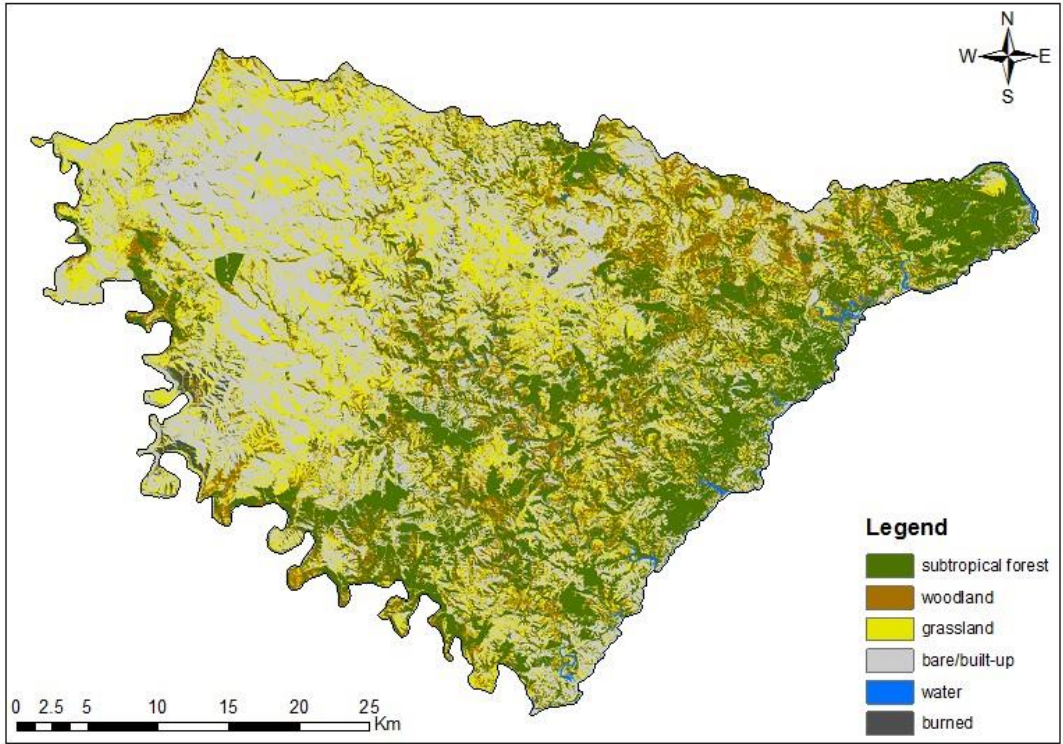 N
W E
S
Legend
subtropical forest
woodland
grassland
bare/built-up
water
burned
0 2.5 5 10 15 20 25
Km